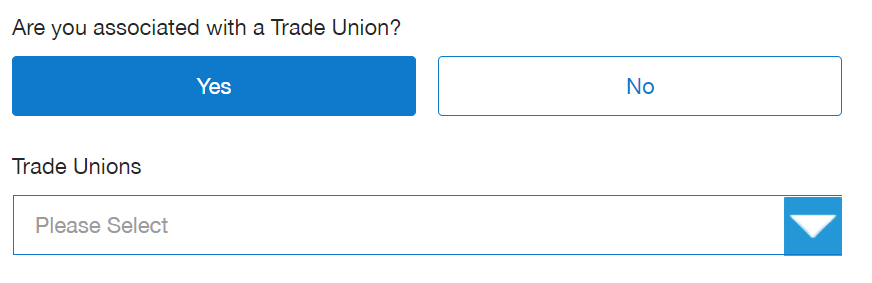 Are you associated with a Trade Union?
Yes No
Trade Unions
Please Select